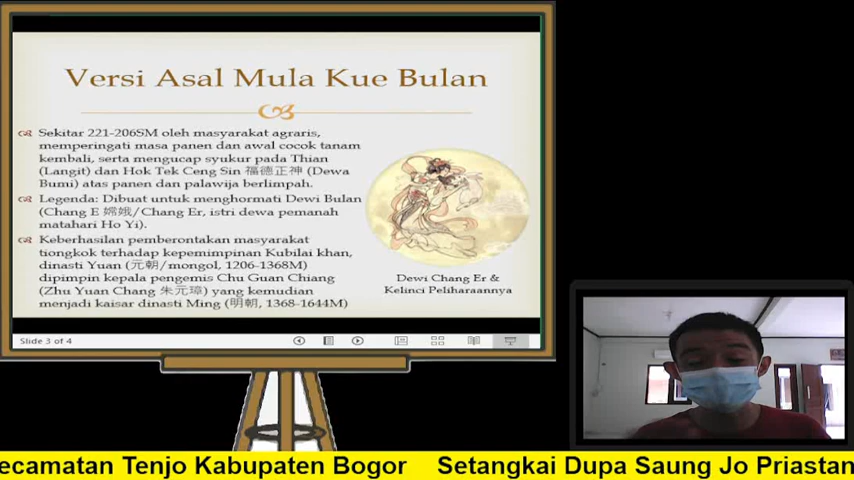 Versi Asal Mula Kue Bulan
Sekitar 221-206SM oleh masyarakat agraris,
memperingati masa panen dan awal cocok tanam
kembali, serta mengucap syukur pada Thian
(Langit) dan Hok Tek Ceng Sin 福德正神 (Dewa
Bumi) atas panen dan palawija berlimpah.
Legenda: Dibuat untuk menghormati Dewi Bulan
(Chang E 嫦娥/Chang Er, istri dewa pemanah
matahari Ho Yi).
Keberhasilan pemberontakan masyarakat
tiongkok terhadap kepemimpinan Kubilai khan,
dinasti Yuan (元朝/mongol, 1206-1368M)
dipimpin kepala pengemis Chu Guan Chiang
(Zhu Yuan Chang 朱元璋) yang kemudian
menjadi kaisar dinasti Ming (明朝, 1368-1644M)
Dewi Chang Er &
Kelinci Peliharaannya
Slide 3 of 4
ecamatan Tenjo Kabupaten Bogor Setangkai Dupa Saung Jo Priastan